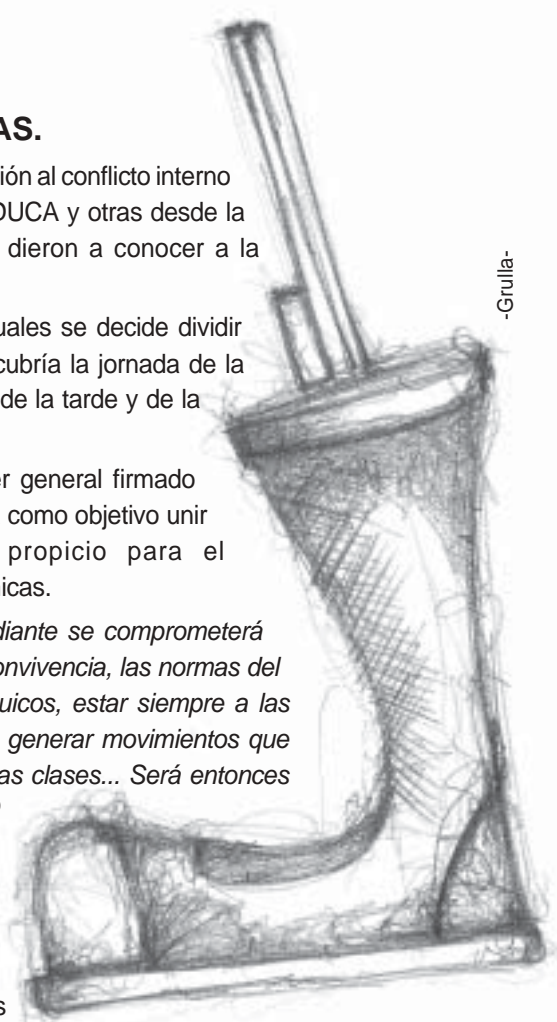 AS.
ión al conflicto interno
DUCA y otras desde la
dieron a conocer a la
uales se decide dividir
cubría la jornada de la
de la tarde y de la
er general firmado
como objetivo unir
propicio para el
nicas.
diante se comprometerá
onvivencia, las normas del
uicos, estar siempre a las
generar movimientos que
as clases... Será entonces
s
-Grulla-